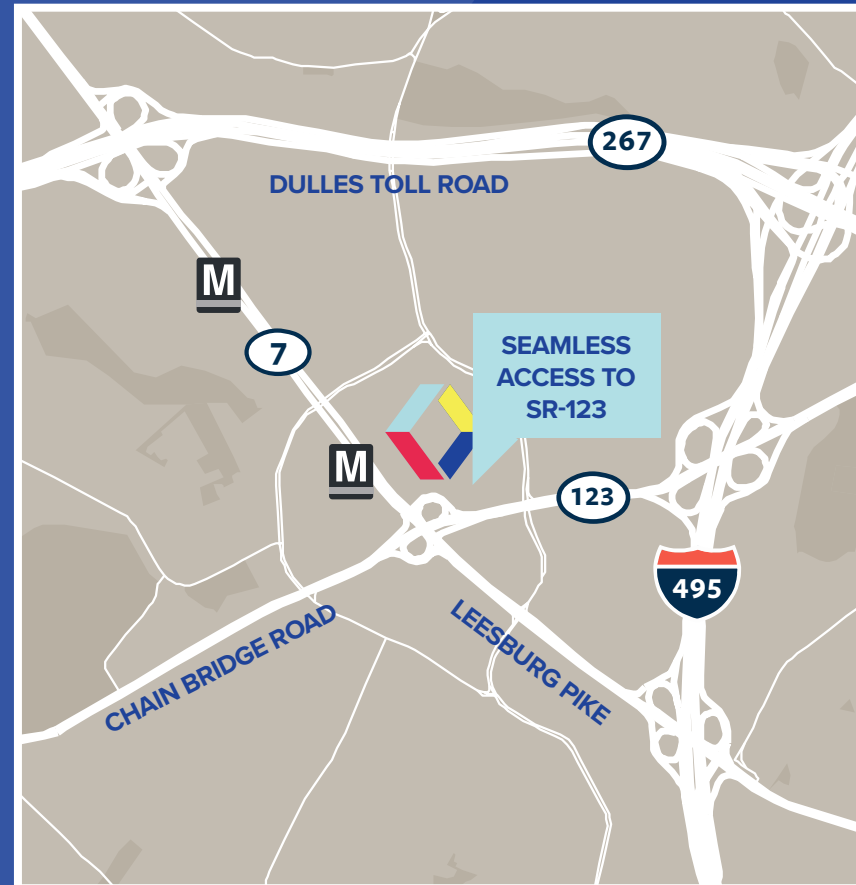 267
DULLES TOLL ROAD
M
7
SEAMLESS
ACCESS TO
SR-123
M
123
495
CHAIN BRIDGE ROAD
LEESBURG PIKE